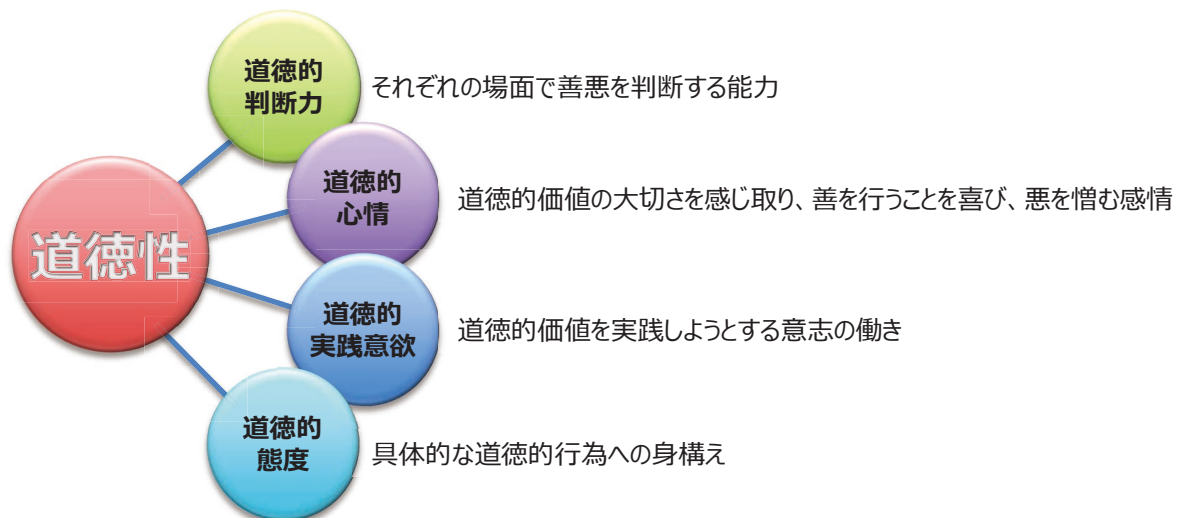 道徳性
道徳的
判断力
それぞれの場面で善悪を判断する能力
道徳的
心情
道徳的価値の大切さを感じ取り、善を行うことを喜び、悪を憎む感情
道徳的
実践意欲
道徳的価値を実践しようとする意志の働き
道徳的
態度
具体的な道徳的行為への身構え